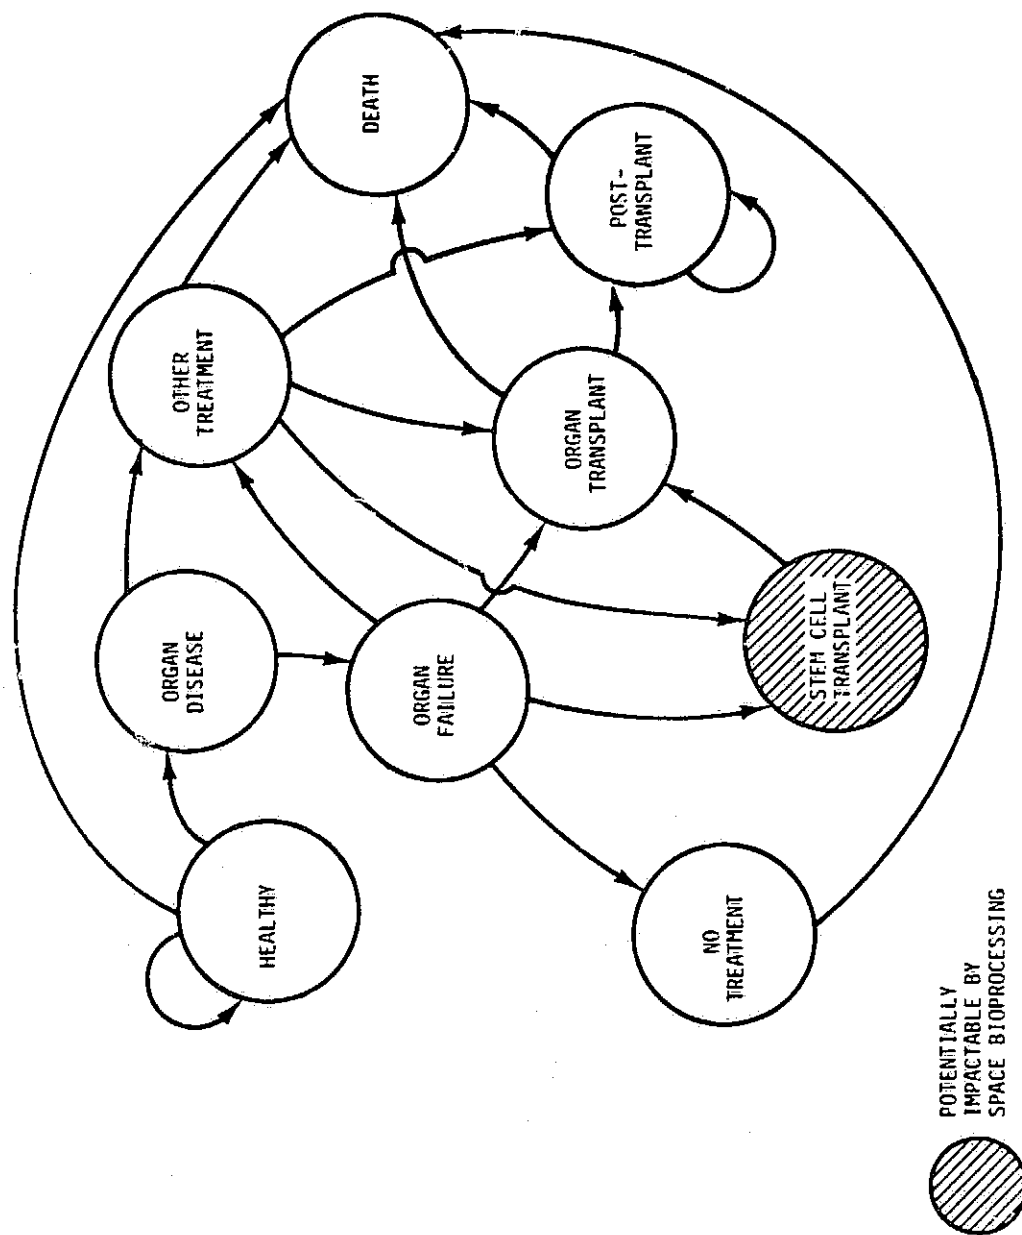 HEALTHY
ORGAN
DISEASE
OTHER
TREATMENT
DEATH
ORGAN
FAILURE
ORGAN
TRANSPLANT
POST-
TRANSPLANT
NO
TREATMENT
STEM CELL
TRANSPLANT
POTENTIALLY
IMPACTABLE BY
SPACE BIOPROCESSING